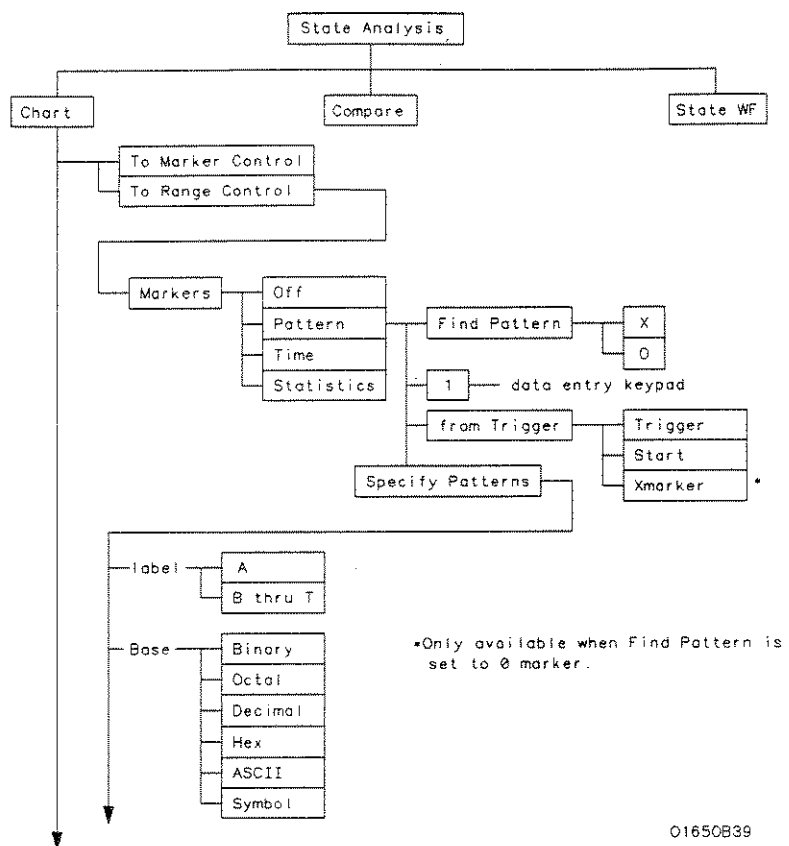 State Analysis
Chart
Compare
State WF
To Marker Control
To Range Control
Markers
Off
Pattern
Time
Statistics
Find Pattern
X
O
1
data entry keypad
from Trigger
Trigger
Start
Xmarker *
Specify Patterns
label
A
B thru T
Base
Binary
Octal
Decimal
Hex
ASCII
Symbol
*Only available when Find Pattern is
set to 0 marker.
01650B39